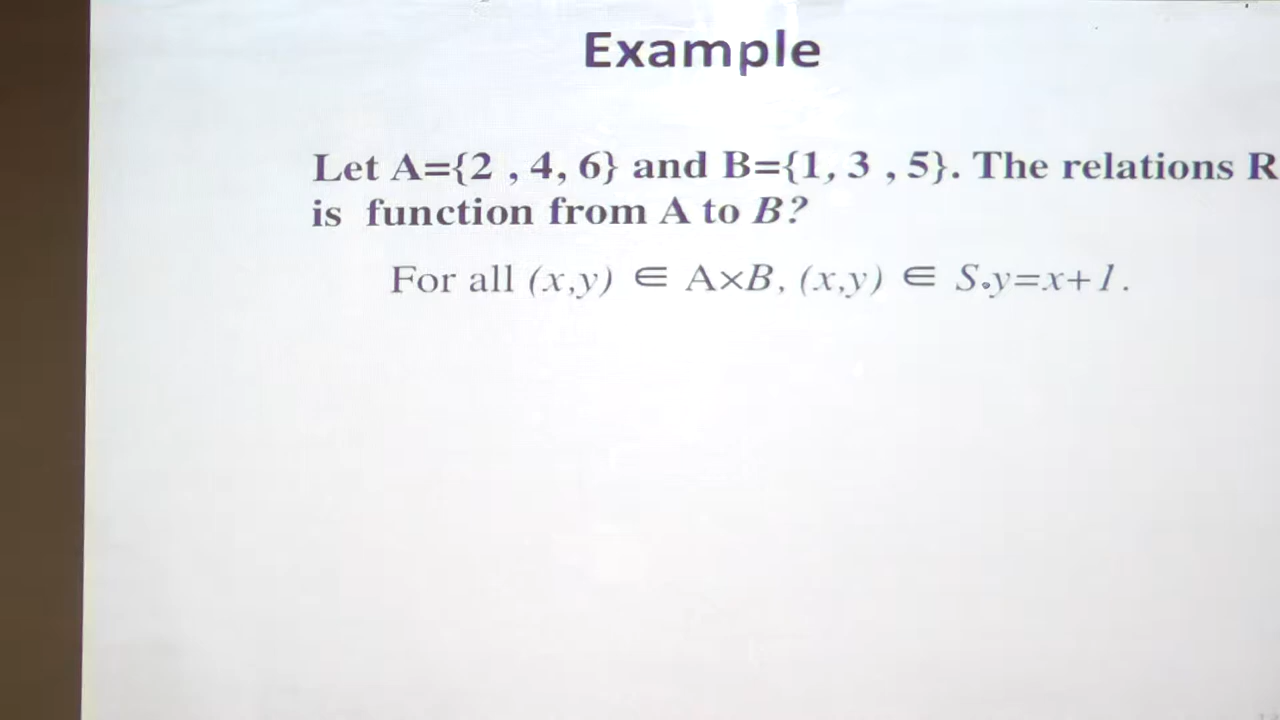 Example
Let A={2 , 4, 6} and B={1, 3 , 5}. The relations R
is function from A to B?
For all (x,y) ∈ A×B, (x,y) ∈ S.y=x+1.